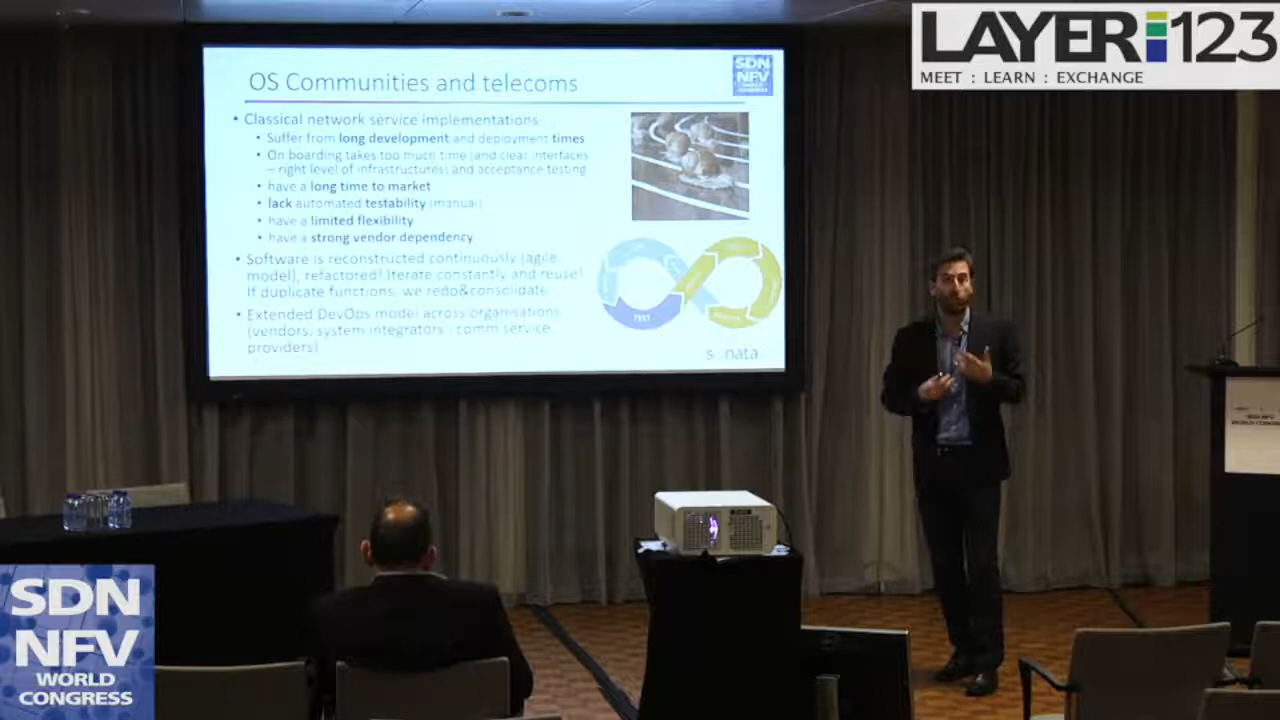 LAYER 123
MEET : LEARN : EXCHANGE
OS Communities and telecoms
SDN
NFV
WORLD
CONGRESS
• Classical network service implementations
• Suffer from long development and deployment times
• On boarding takes too much time (and clear interfaces
– right level of infrastructures) and acceptance testing
• have a long time to market
• lack automated testability (manual)
• have a limited flexibility
• have a strong vendor dependency
• Software is reconstructed continuously (agile
model), refactored! Iterate constantly and reuse!
If duplicate functions, we redo&consolidate
• Extended DevOps model across organisations
(vendors, system integrators - comm service
providers)
TEST
sonata
SDN
NFV
WORLD
CONGRESS